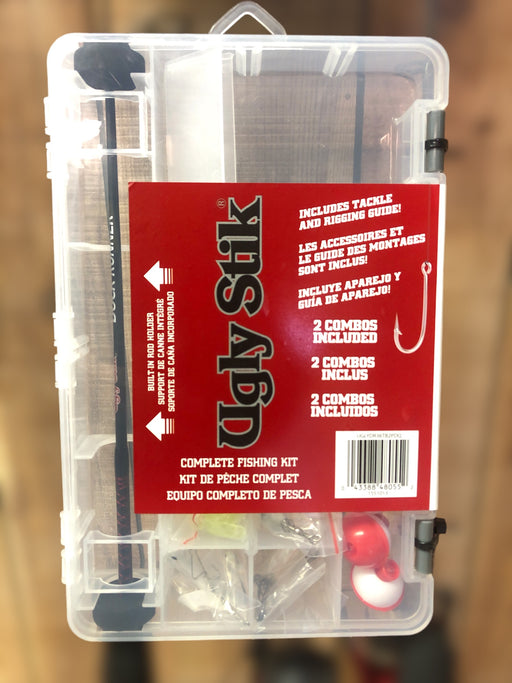 INCLUDES TACKLE
AND RIGGING GUIDE!
LES ACCESSOIRES ET
LE GUIDE DES MONTAGES
SONT INCLUS!
INCLUYE APAREJO Y
GUÍA DE APAREJO!
2 COMBOS
INCLUDED
2 COMBOS
INCLUS
2 COMBOS
INCLUIDOS
Ugly Stik®
BUILT-IN ROD HOLDER
SUPPORT DE CANNE INTÉGRÉ
SOPORTE DE CAÑA INCORPORADO
COMPLETE FISHING KIT
KIT DE PÊCHE COMPLET
EQUIPO COMPLETO DE PESCA
43388 48055